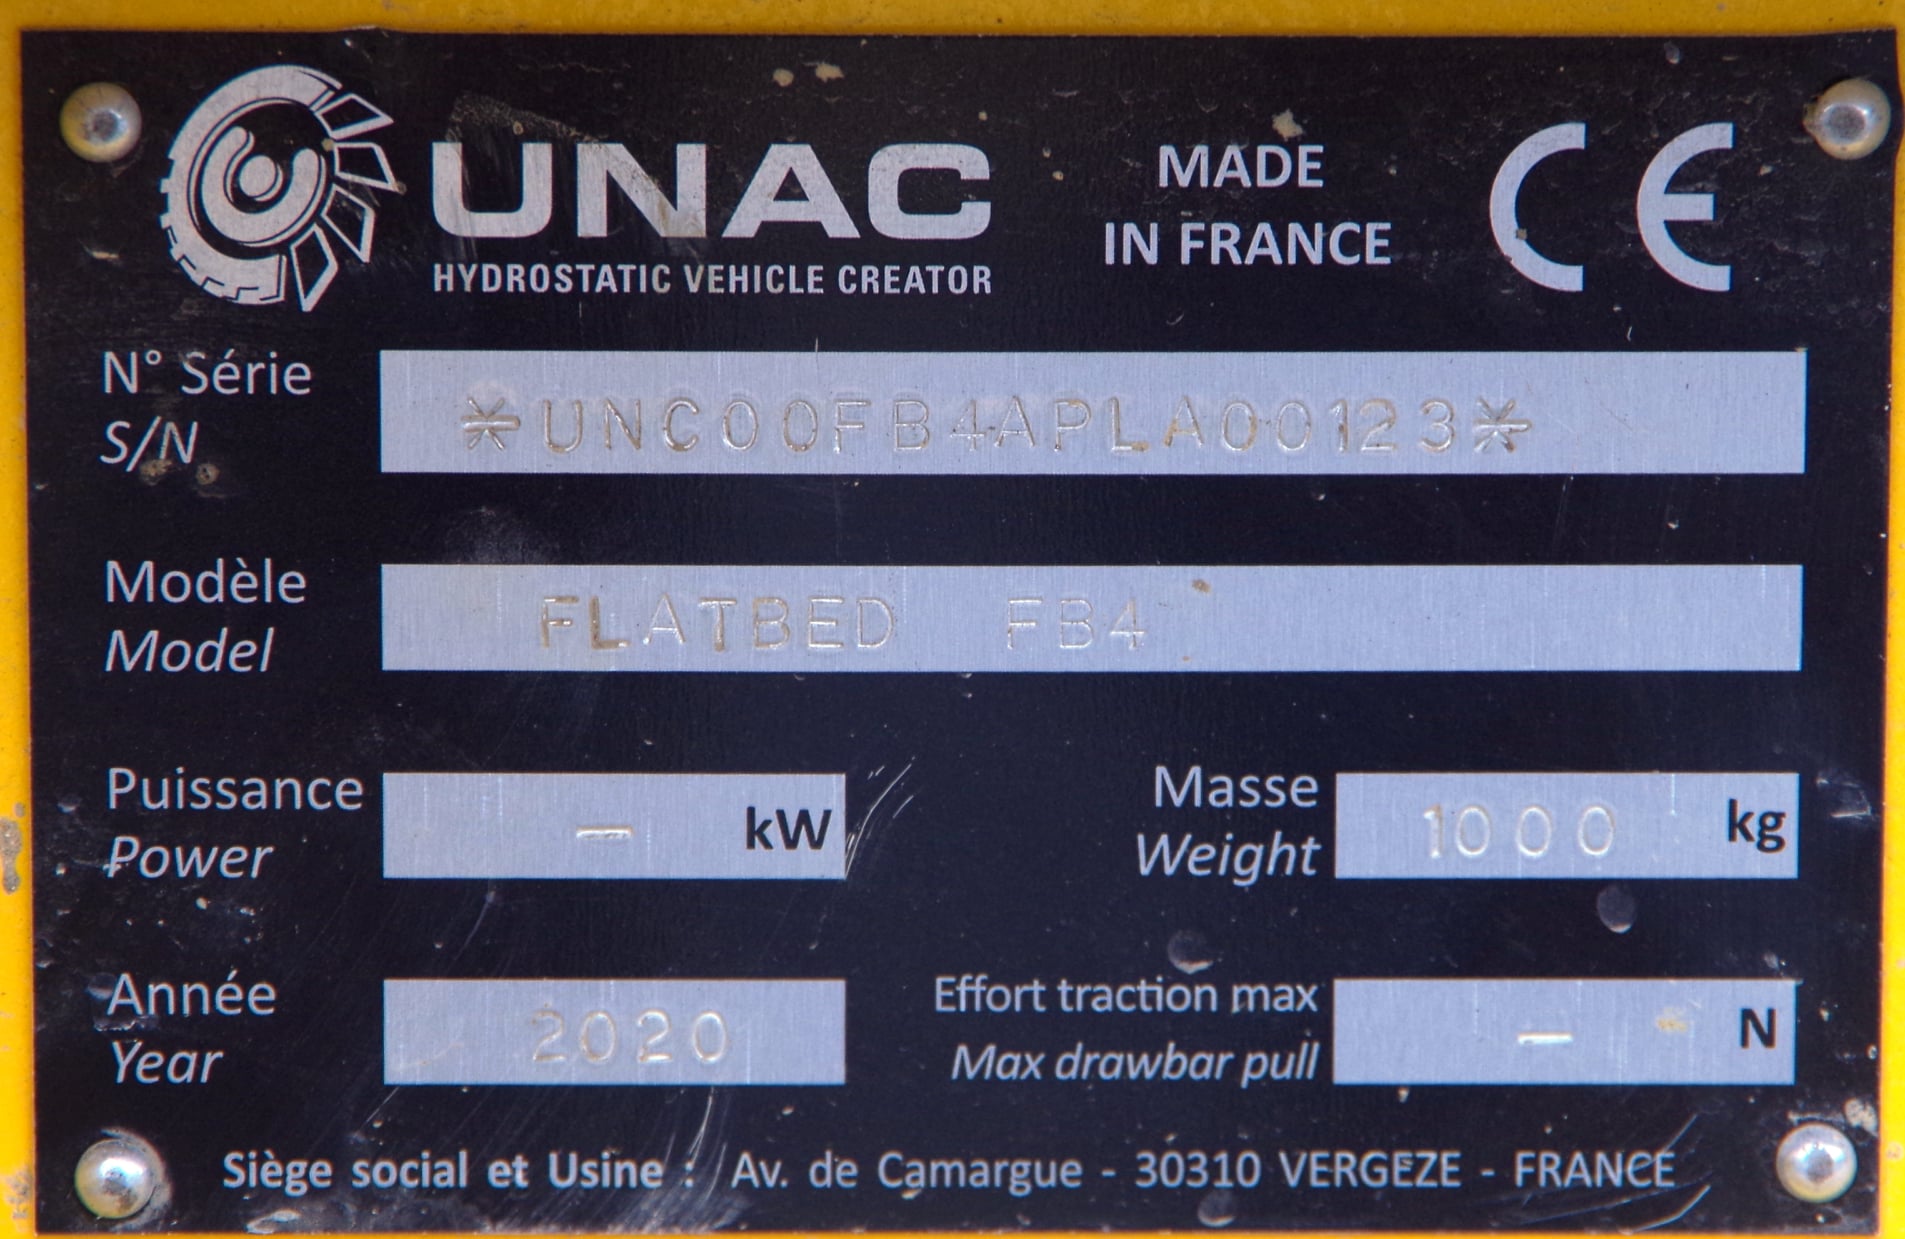 UNAC
HYDROSTATIC VEHICLE CREATOR
MADE
IN FRANCE
CE
N° Série
S/N
*UNC00FB4APLA00123*
Modèle
Model
FLATBED FB4
Puissance
Power
— kW
Masse
Weight
1000 kg
Année
Year
2020
Effort traction max
Max drawbar pull
— N
Siège social et Usine : Av. de Camargue - 30310 VERGEZE - FRANCE